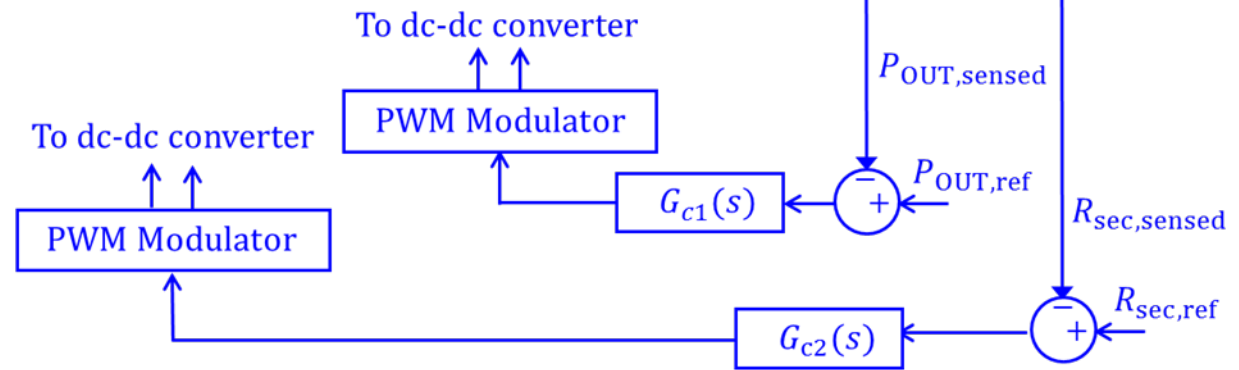 To dc-dc converter
P_OUT,sensed
PWM Modulator
To dc-dc converter
−
P_OUT,ref
G_c1(s)
+
R_sec,sensed
PWM Modulator
−
R_sec,ref
G_c2(s)
+